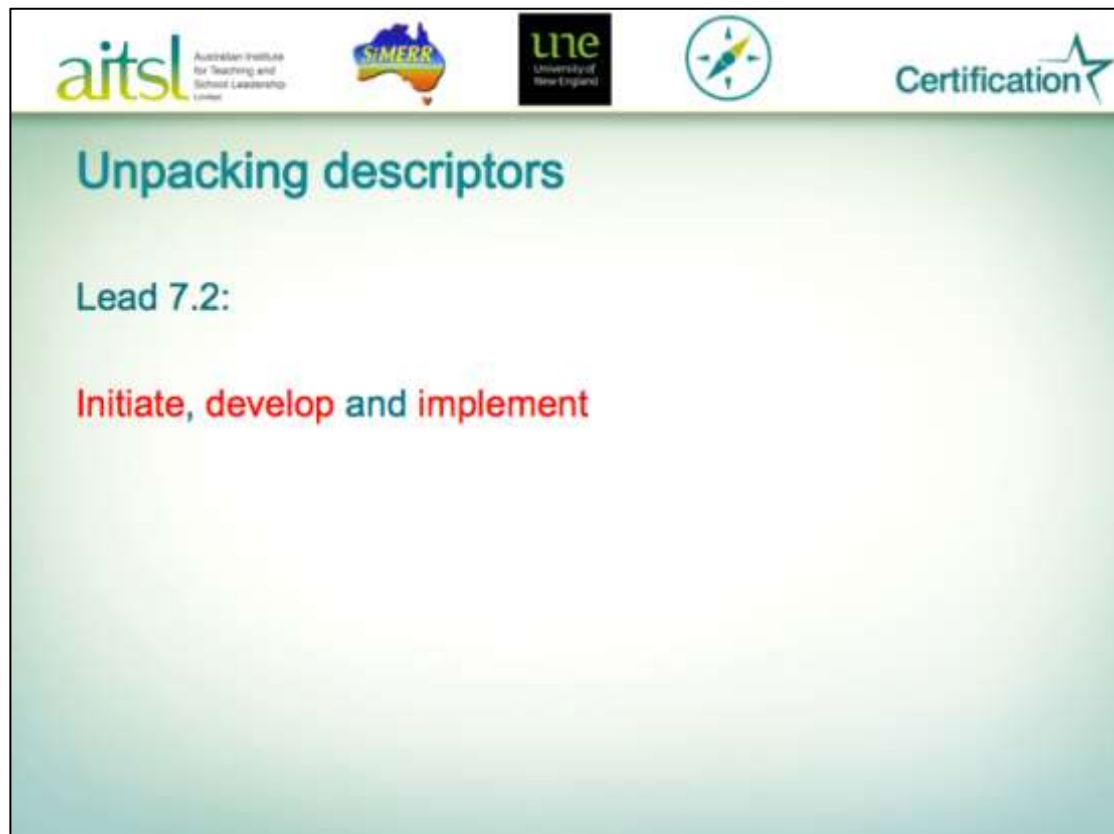 aitsl
Australian Institute
for Teaching and
School Leadership
Limited
SiMERR
une
University of
New England
Certification
Unpacking descriptors
Lead 7.2:
Initiate, develop and implement